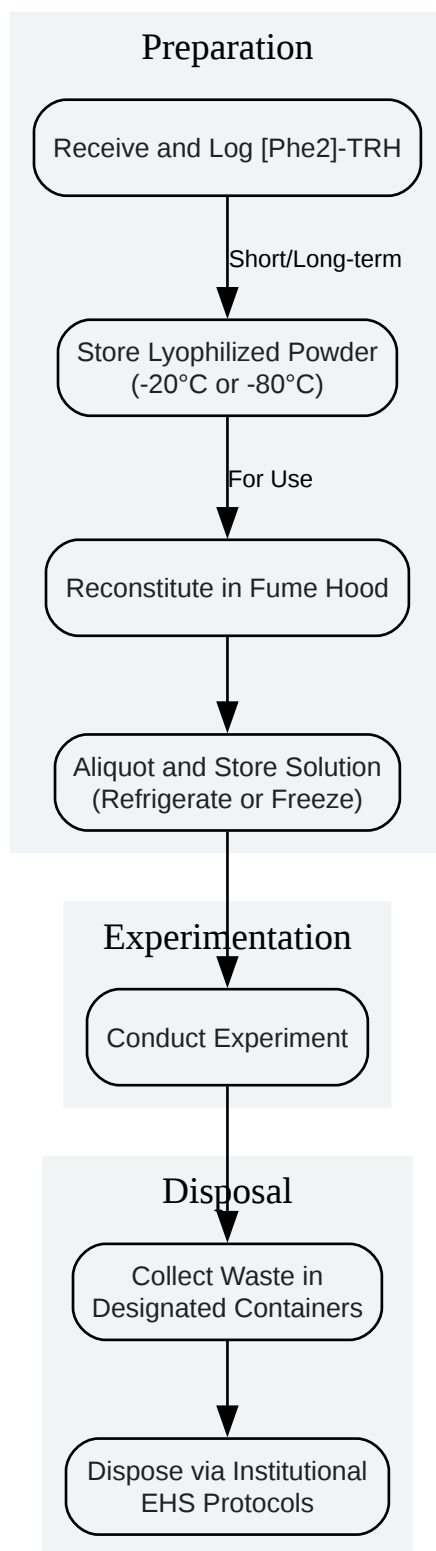 Preparation
Receive and Log [Phe2]-TRH
Short/Long-term
Store Lyophilized Powder
(-20°C or -80°C)
For Use
Reconstitute in Fume Hood
Aliquot and Store Solution
(Refrigerate or Freeze)
Experimentation
Conduct Experiment
Disposal
Collect Waste in
Designated Containers
Dispose via Institutional
EHS Protocols